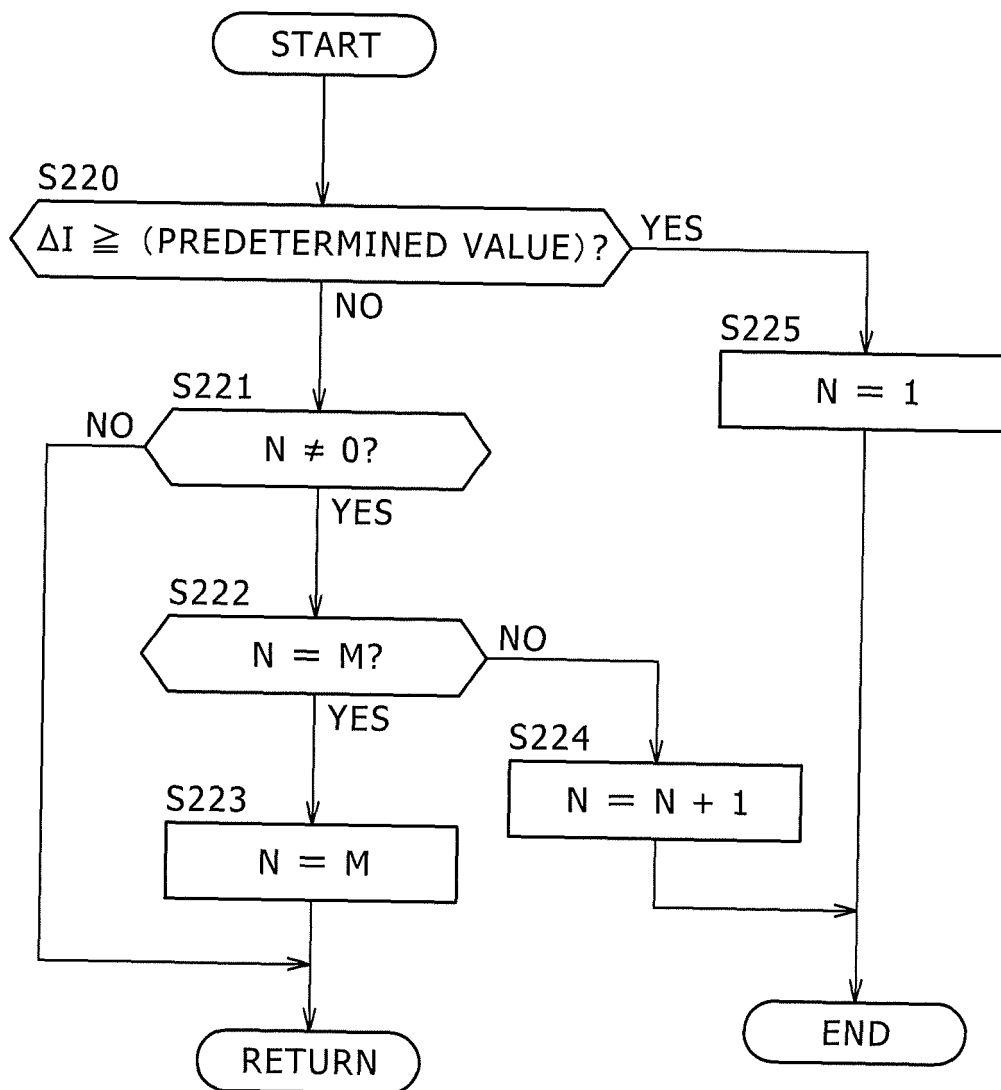 START
S220
ΔI ≧ (PREDETERMINED VALUE)?
YES
NO
S225
N = 1
S221
NO
N ≠ 0?
YES
S222
N = M?
NO
YES
S224
N = N + 1
S223
N = M
END
RETURN